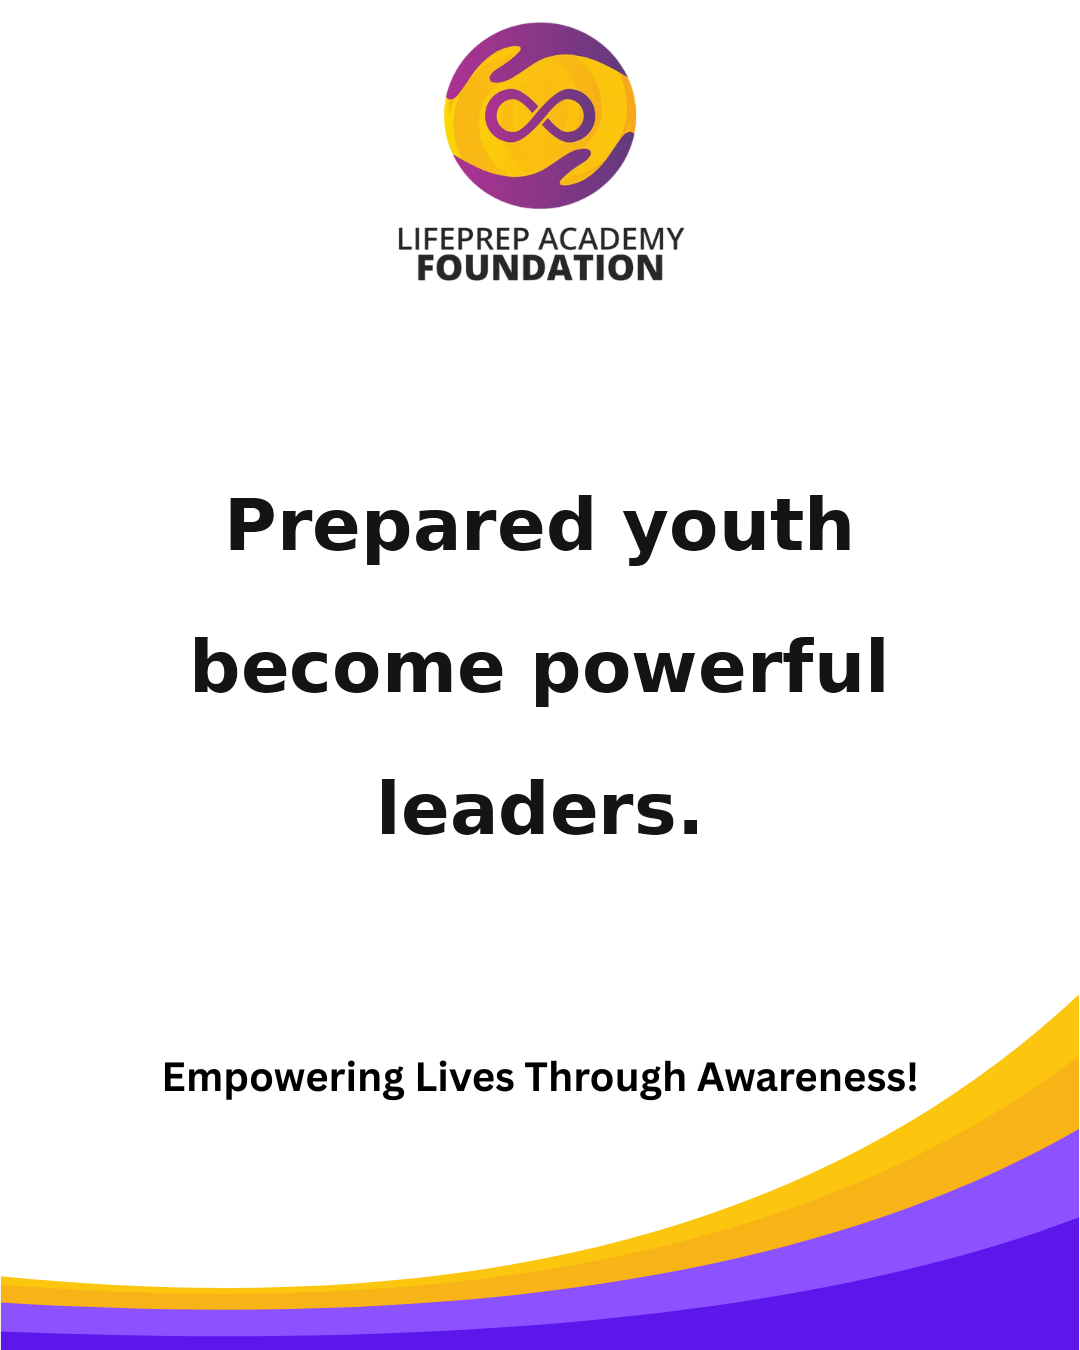 LIFEPREP ACADEMY
FOUNDATION
Prepared youth
become powerful
leaders.
Empowering Lives Through Awareness!